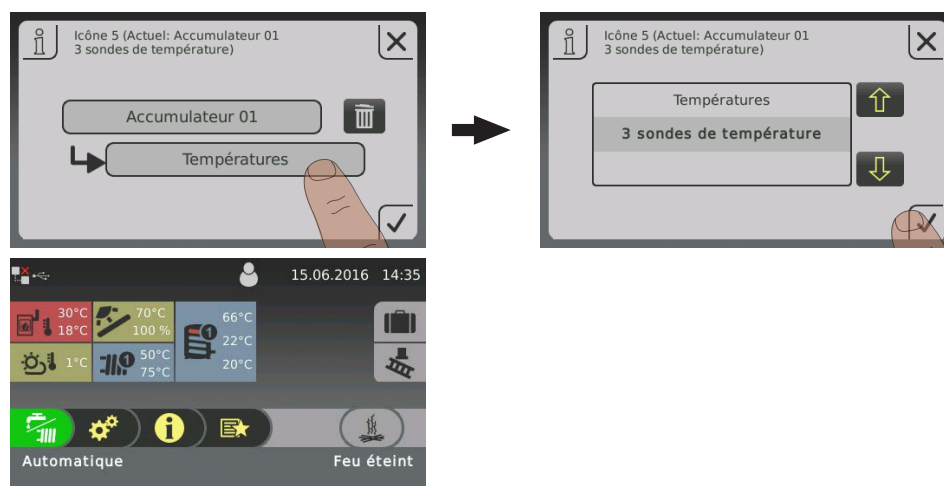 Icône 5 (Actuel: Accumulateur 01
3 sondes de température)
Accumulateur 01
Températures
Icône 5 (Actuel: Accumulateur 01
3 sondes de température)
Températures
3 sondes de température
15.06.2016 14:35
30°C
18°C
70°C
100 %
66°C
22°C
20°C
1
1°C
1
50°C
75°C
Automatique
Feu éteint